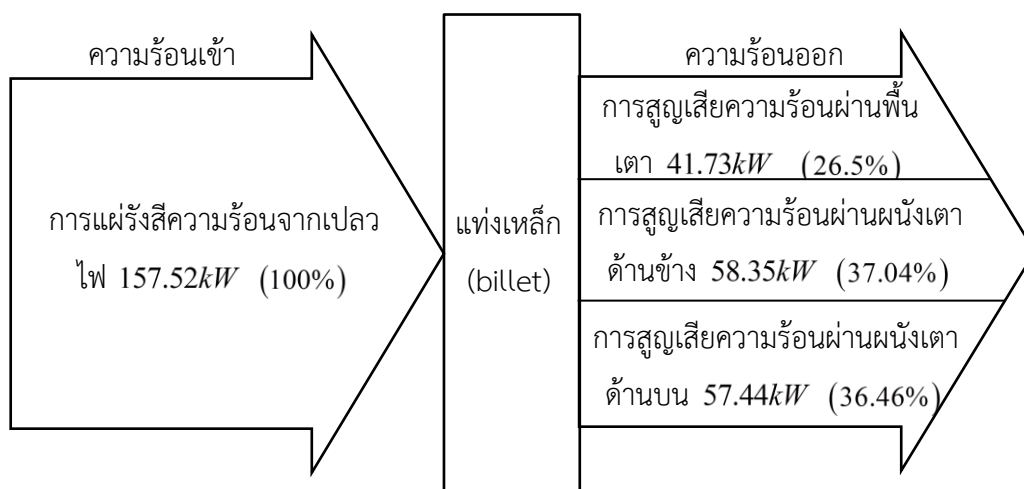 ความร้อนเข้า
การแผ่รังสีความร้อนจากเปลว
ไฟ 157.52kW (100%)
แท่งเหล็ก
(billet)
ความร้อนออก
การสูญเสียความร้อนผ่านพื้น
เตา 41.73kW (26.5%)
การสูญเสียความร้อนผ่านผนังเตา
ด้านข้าง 58.35kW (37.04%)
การสูญเสียความร้อนผ่านผนังเตา
ด้านบน 57.44kW (36.46%)